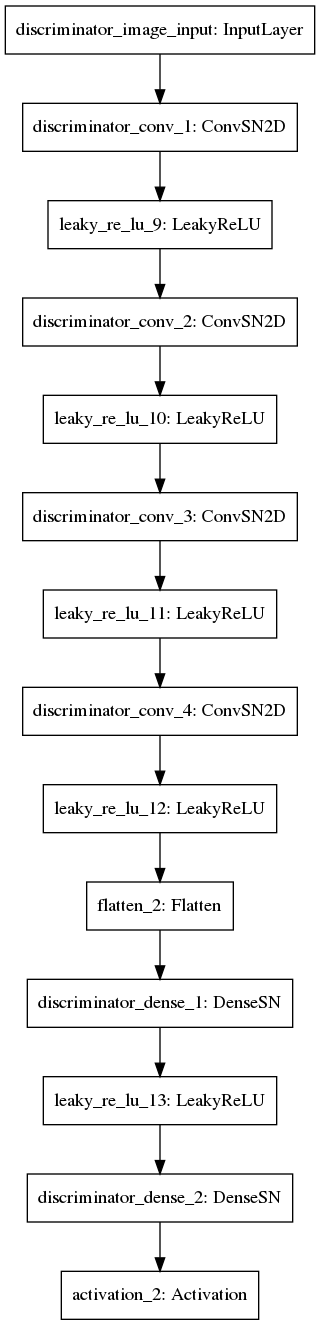 discriminator_image_input: InputLayer
discriminator_conv_1: ConvSN2D
leaky_re_lu_9: LeakyReLU
discriminator_conv_2: ConvSN2D
leaky_re_lu_10: LeakyReLU
discriminator_conv_3: ConvSN2D
leaky_re_lu_11: LeakyReLU
discriminator_conv_4: ConvSN2D
leaky_re_lu_12: LeakyReLU
flatten_2: Flatten
discriminator_dense_1: DenseSN
leaky_re_lu_13: LeakyReLU
discriminator_dense_2: DenseSN
activation_2: Activation